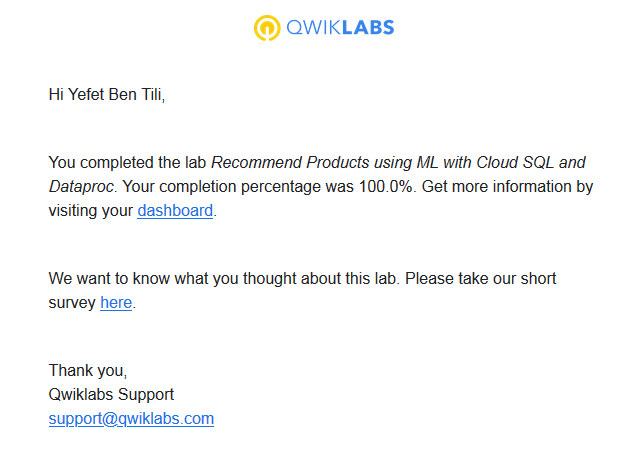 QWIKLABS
Hi Yefet Ben Tili,
You completed the lab Recommend Products using ML with Cloud SQL and
Dataproc. Your completion percentage was 100.0%. Get more information by
visiting your dashboard.
We want to know what you thought about this lab. Please take our short
survey here.
Thank you,
Qwiklabs Support
support@qwiklabs.com